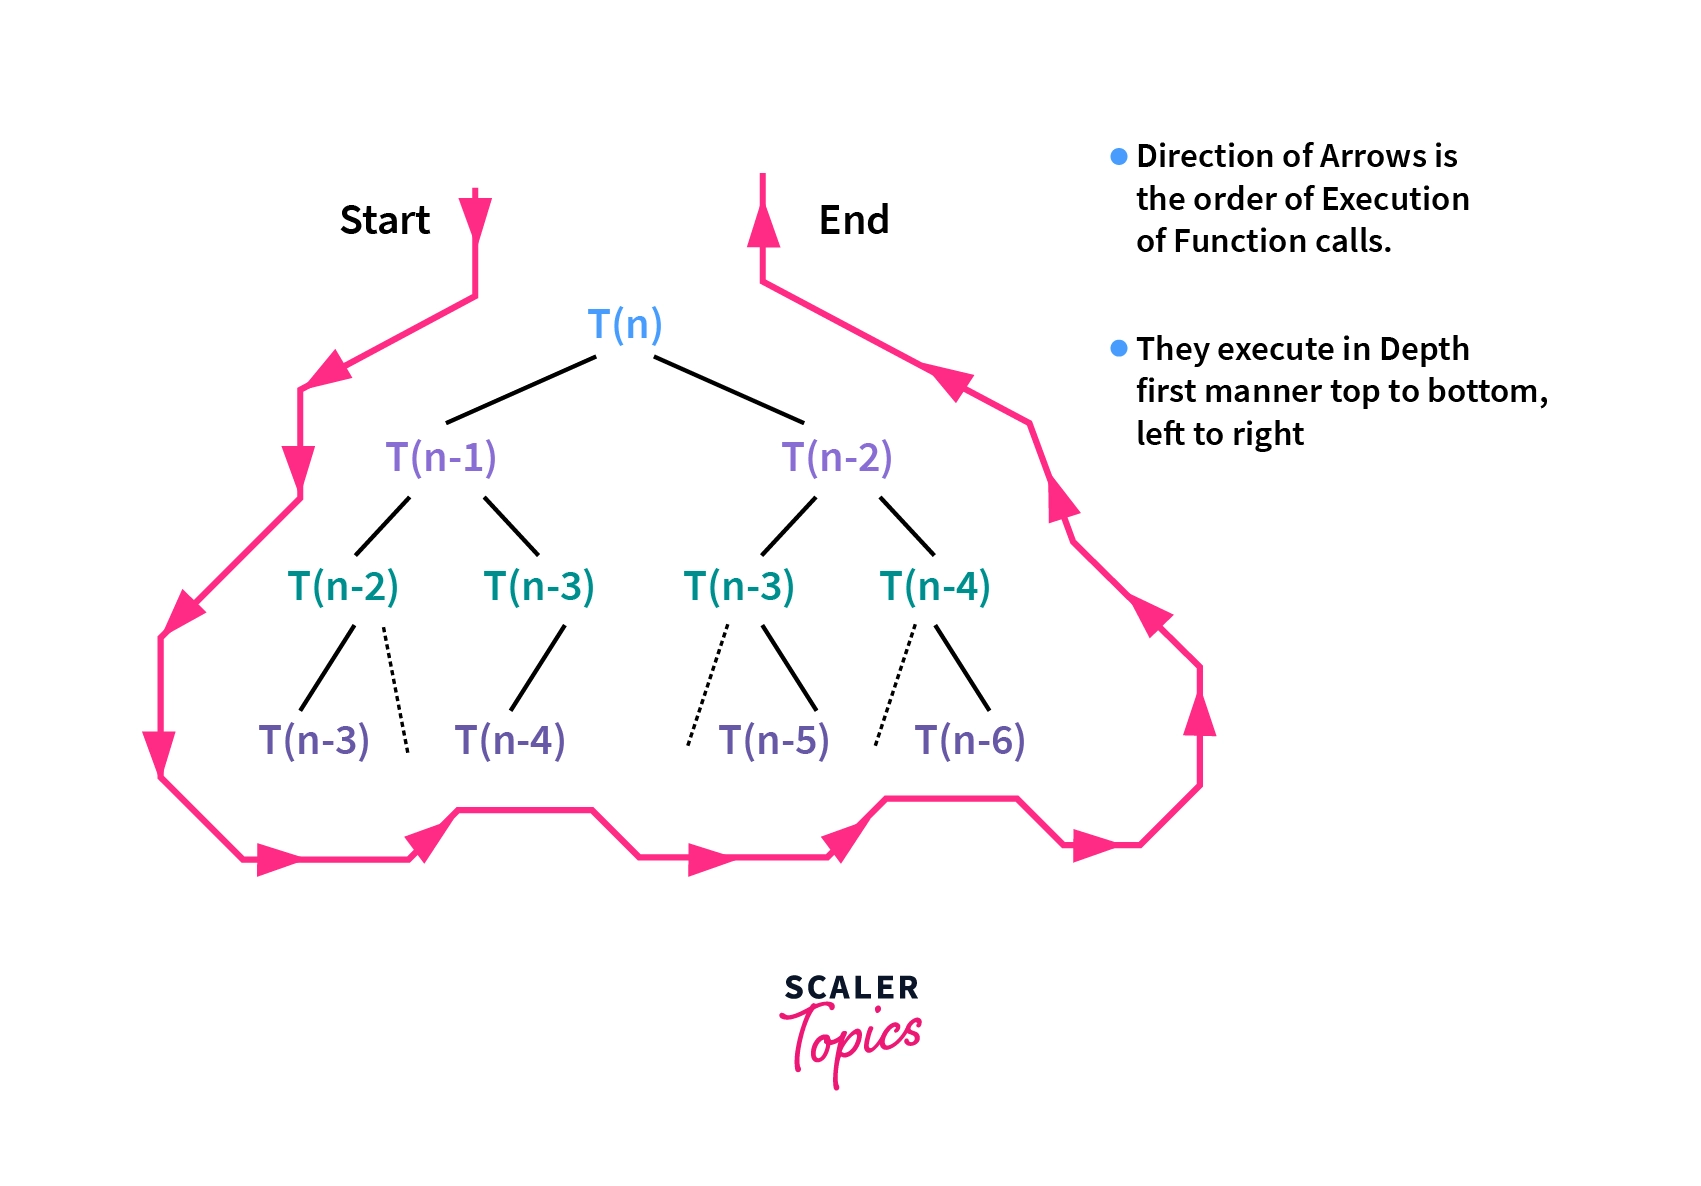 Start
End
T(n)
T(n-1)
T(n-2)
T(n-2)
T(n-3)
T(n-3)
T(n-4)
T(n-3)
T(n-4)
T(n-5)
T(n-6)
Direction of Arrows is
the order of Execution
of Function calls.
They execute in Depth
first manner top to bottom,
left to right
SCALER
Topics